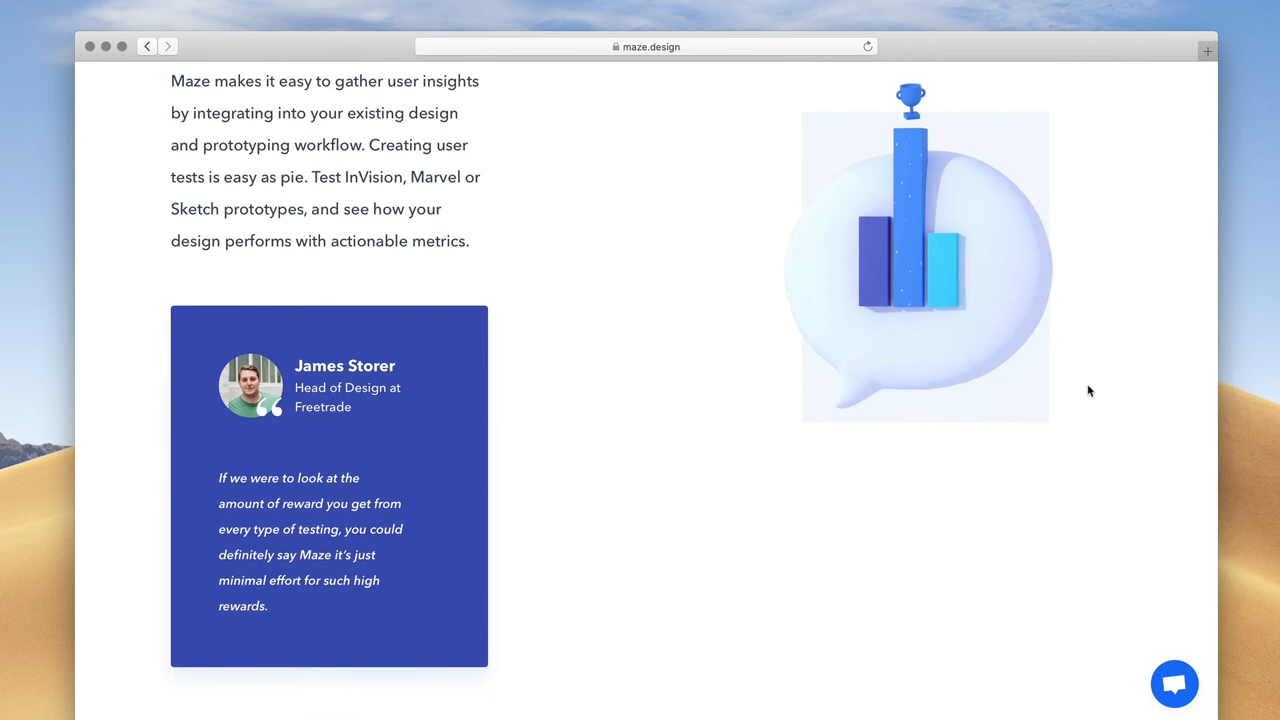 maze.design
Maze makes it easy to gather user insights
by integrating into your existing design
and prototyping workflow. Creating user
tests is easy as pie. Test InVision, Marvel or
Sketch prototypes, and see how your
design performs with actionable metrics.
James Storer
Head of Design at
Freetrade
If we were to look at the
amount of reward you get from
every type of testing, you could
definitely say Maze it’s just
minimal effort for such high
rewards.